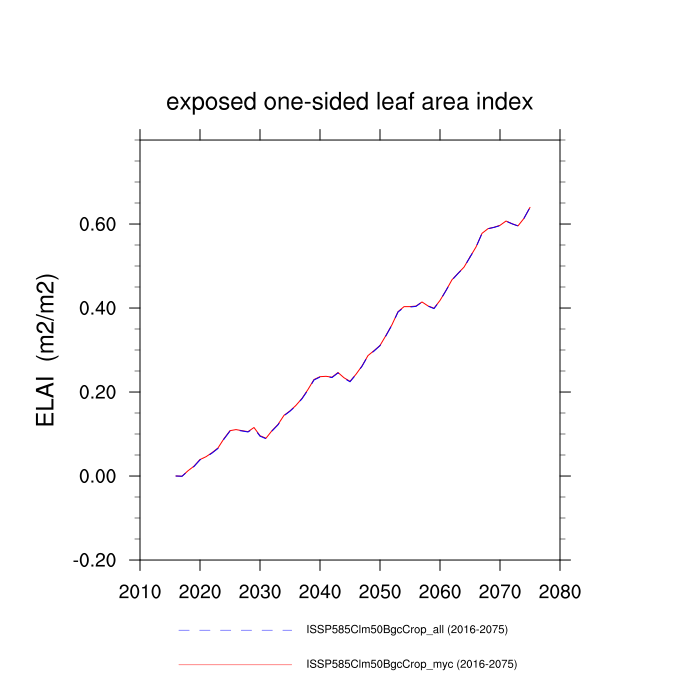 exposed one-sided leaf area index
ELAI (m2/m2)
0.60
0.40
0.20
0.00
-0.20
2010 2020 2030 2040 2050 2060 2070 2080
ISSP585Clm50BgcCrop_all (2016-2075)
ISSP585Clm50BgcCrop_myc (2016-2075)